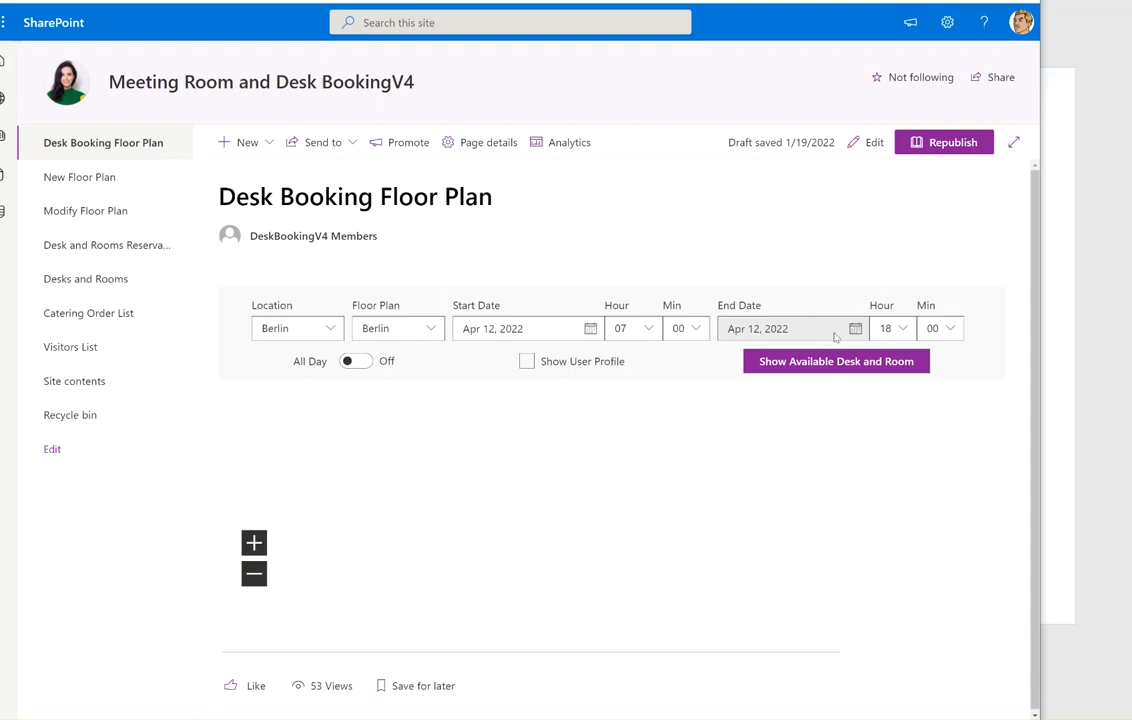 SharePoint
Search this site
Meeting Room and Desk BookingV4
Not following
Share
Desk Booking Floor Plan
New Floor Plan
Modify Floor Plan
Desk and Rooms Reserva...
Desks and Rooms
Catering Order List
Visitors List
Site contents
Recycle bin
Edit
New
Send to
Promote
Page details
Analytics
Draft saved 1/19/2022
Edit
Republish
Desk Booking Floor Plan
DeskBookingV4 Members
Location Floor Plan Start Date Hour Min End Date Hour Min
Berlin Berlin Apr 12, 2022 07 00 Apr 12, 2022 18 00
All Day Off Show User Profile Show Available Desk and Room
Like 53 Views Save for later